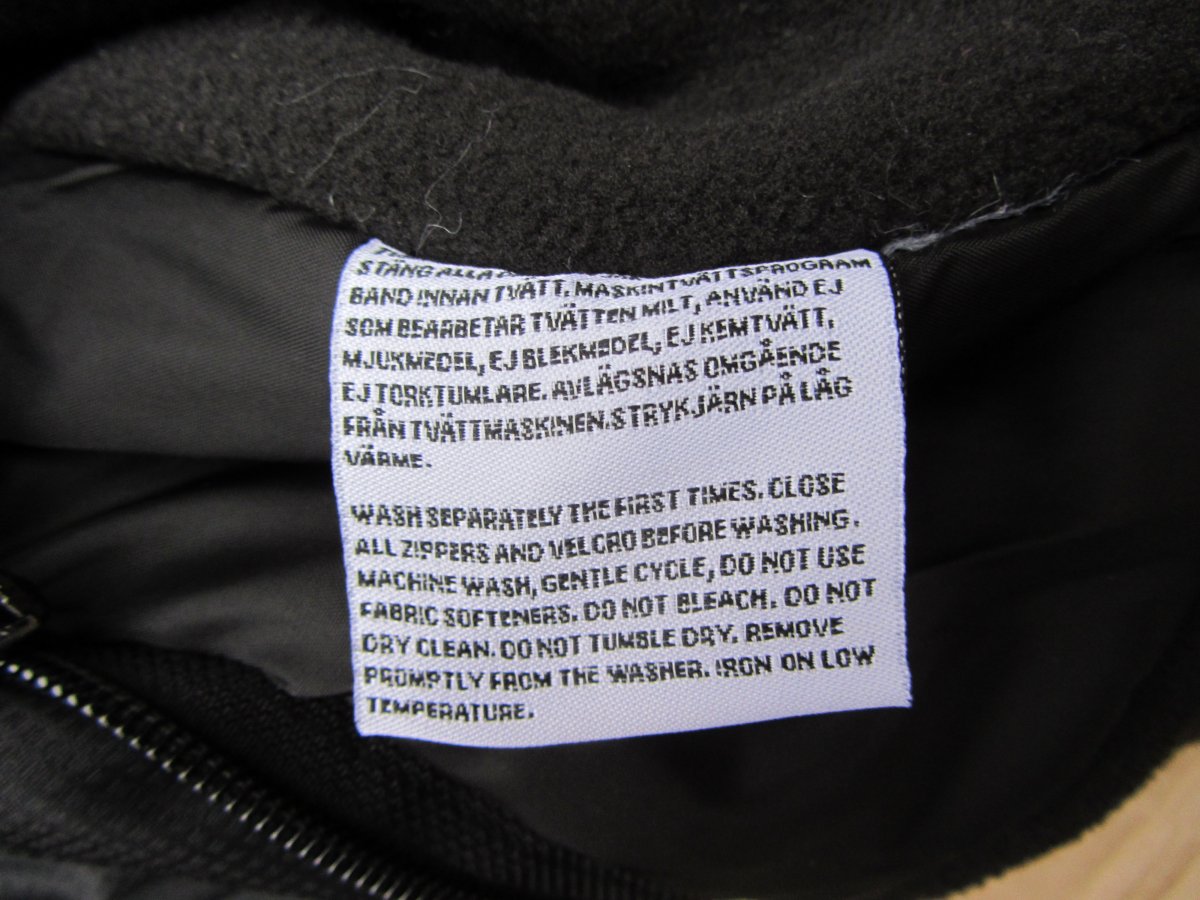 STÄNG ALLA
BAND INNAN TVÄTT. MASKINTVÄTTSPROGRAM
SOM BEARBETAR TVÄTTEN MILT, ANVÄND EJ
MJUKMEDEL, EJ BLEKMEDEL, EJ KEMTVÄTT,
EJ TORKTUMLARE. AVLÄGSNAS OMGÅENDE
FRÅN TVÄTTMASKINEN. STRYKJÄRN PÅ LÅG
VÄRME.
WASH SEPARATELY THE FIRST TIMES. CLOSE
ALL ZIPPERS AND VELCRO BEFORE WASHING.
MACHINE WASH, GENTLE CYCLE, DO NOT USE
FABRIC SOFTENERS. DO NOT BLEACH. DO NOT
DRY CLEAN. DO NOT TUMBLE DRY. REMOVE
PROMPTLY FROM THE WASHER. IRON ON LOW
TEMPERATURE.